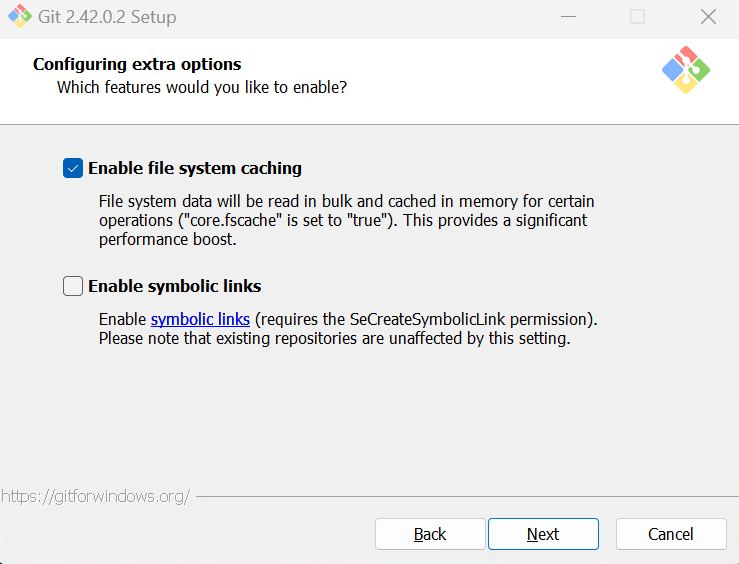 Git 2.42.0.2 Setup
Configuring extra options
Which features would you like to enable?
Enable file system caching
File system data will be read in bulk and cached in memory for certain
operations ("core.fscache" is set to "true"). This provides a significant
performance boost.
Enable symbolic links
Enable symbolic links (requires the SeCreateSymbolicLink permission).
Please note that existing repositories are unaffected by this setting.
https://gitforwindows.org/
Back Next Cancel